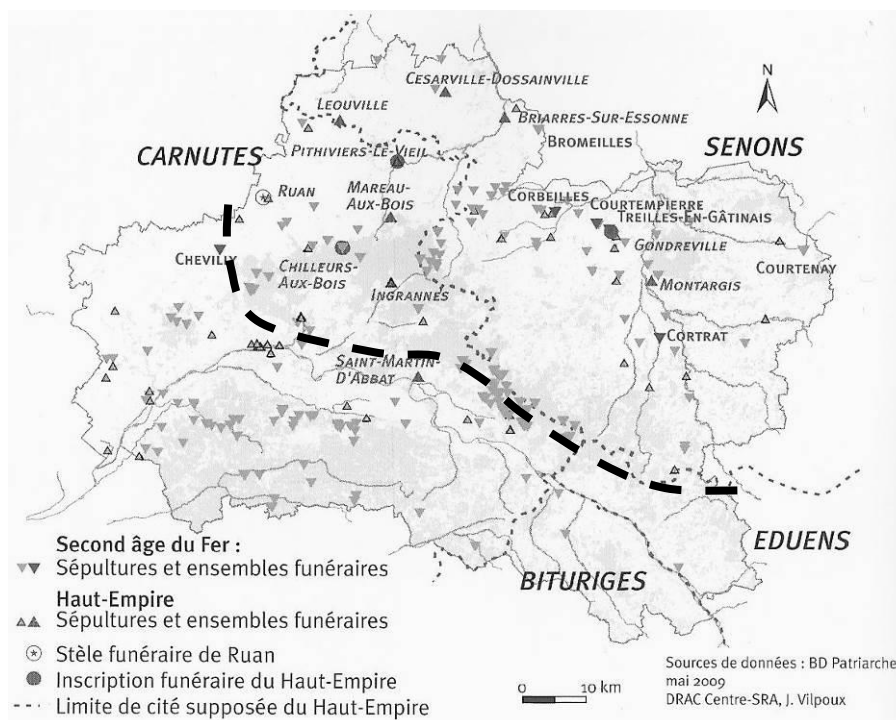 CESARVILLE-DOSSAINVILLE
LEOUVILLE
BRIARRES-SUR-ESSONNE
BROMEILLES
N
CARNUTES
PITHIVIERS-LE-VIEIL
SENONS
RUAN
MAREAU-
AUX-BOIS
CORBEILLES
COURTEMPIERRE
TREILLES-EN-GÂTINAIS
CHEVILLY
CHILLEURS-
AUX-BOIS
GONDREVILLE
COURTENAY
INGRANNES
MONTARGIS
CORTRAT
SAINT-MARTIN-
D'ABBAT
EDUENS
BITURIGES
Second âge du Fer :
Sépultures et ensembles funéraires
Haut-Empire
Sépultures et ensembles funéraires
Stèle funéraire de Ruan
Inscription funéraire du Haut-Empire
Limite de cité supposée du Haut-Empire
0 10 km
Sources de données : BD Patriarche
mai 2009
DRAC Centre-SRA, J. Vilpoux